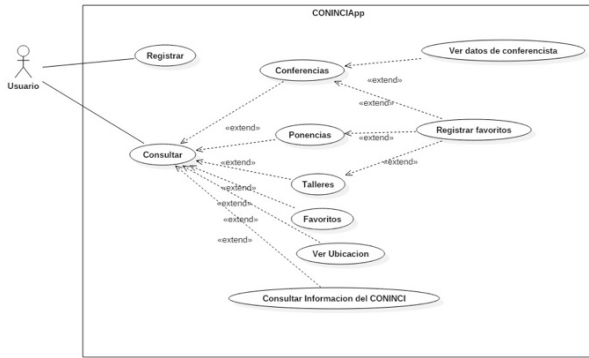 CONINCIApp
Usuario
Registrar
Conferencias
Ver datos de conferencista
«extend»
«extend»
«extend»
Ponencias
Registrar favoritos
«extend»
Consultar
«extend»
«extend»
Talleres
«extend»
Favoritos
«extend»
«extend»
Ver Ubicacion
«extend»
Consultar Informacion del CONINCI